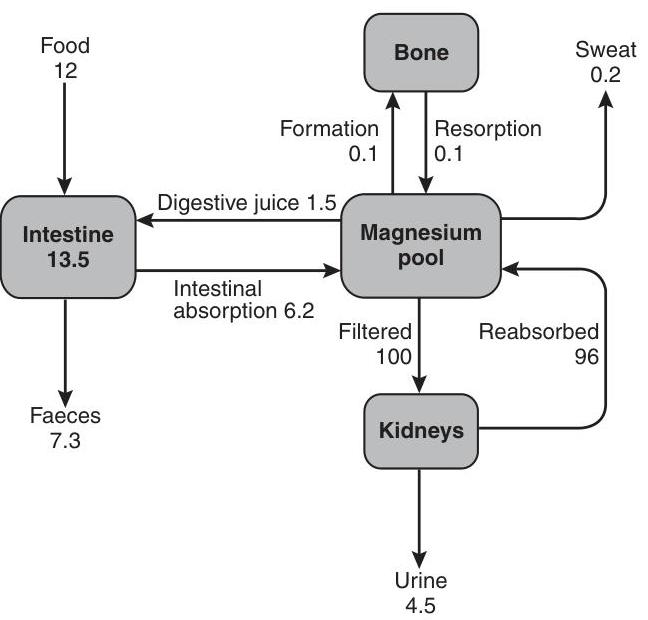 Food
12
Bone
Sweat
0.2
Formation
0.1
Resorption
0.1
Digestive juice 1.5
Intestine
13.5
Magnesium
pool
Intestinal
absorption 6.2
Filtered
100
Reabsorbed
96
Faeces
7.3
Kidneys
Urine
4.5